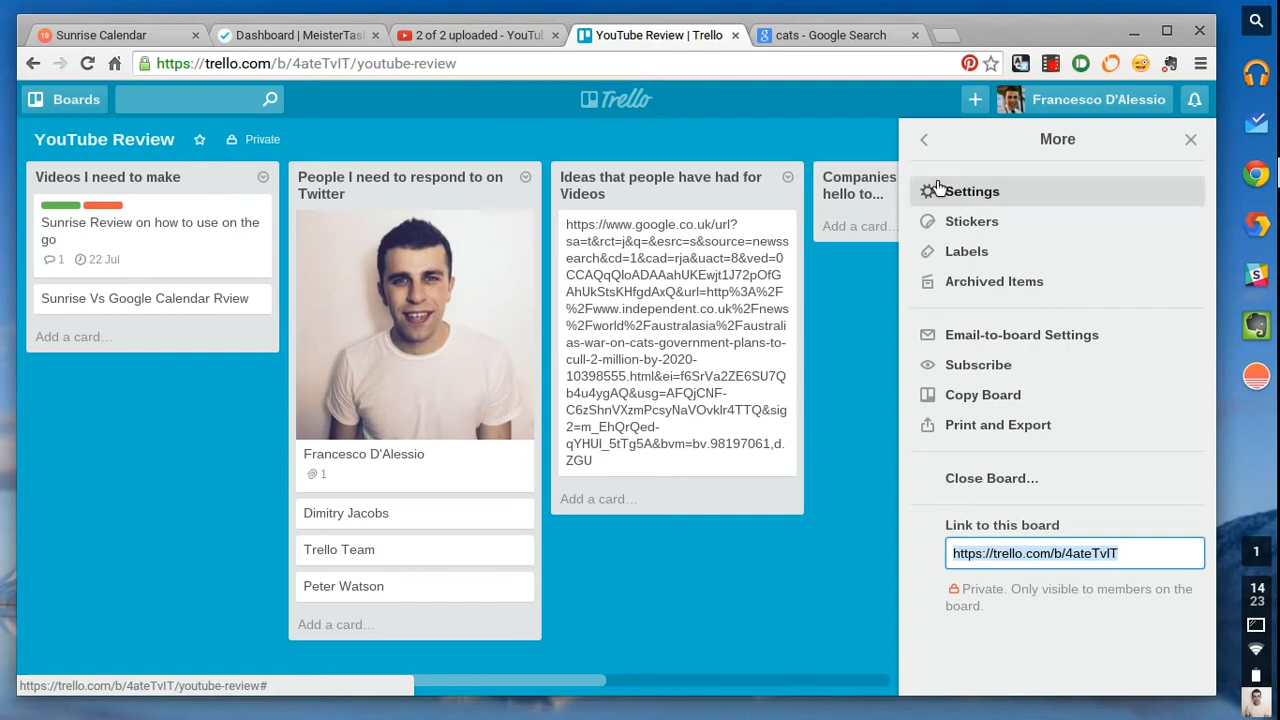 19 Sunrise Calendar
Dashboard | MeisterTas
2 of 2 uploaded - YouTu
YouTube Review | Trello
cats - Google Search
https://trello.com/b/4ateTvIT/youtube-review
Boards
Trello
Francesco D'Alessio
YouTube Review
Private
Videos I need to make
Sunrise Review on how to use on the
go
1 22 Jul
Sunrise Vs Google Calendar Rview
Add a card…
People I need to respond to on
Twitter
Francesco D'Alessio
1
Dimitry Jacobs
Trello Team
Peter Watson
Add a card…
Ideas that people have had for
Videos
https://www.google.co.uk/url?
sa=t&rct=j&q=&esrc=s&source=newss
earch&cd=1&cad=rja&uact=8&ved=0
CCAQqQIoADAAahUKEwjt1J72pOfG
AhUkStsKHfgdAxQ&url=http%3A%2F
%2Fwww.independent.co.uk%2Fnews
%2Fworld%2Faustralasia%2Faustrali
as-war-on-cats-government-plans-to-
cull-2-million-by-2020-
10398555.html&ei=f6SrVa2ZE6SU7Q
b4u4ygAQ&usg=AFQjCNF-
C6zShnVXzmPcsyNaVOvklr4TTQ&sig
2=m_EhQrQed-
qYHUI_5tTg5A&bvm=bv.98197061,d.
ZGU
Add a card…
Companies
hello to...
Add a card…
More
Settings
Stickers
Labels
Archived Items
Email-to-board Settings
Subscribe
Copy Board
Print and Export
Close Board…
Link to this board
https://trello.com/b/4ateTvIT
Private. Only visible to members on the
board.
https://trello.com/b/4ateTvIT/youtube-review#
1
14
23